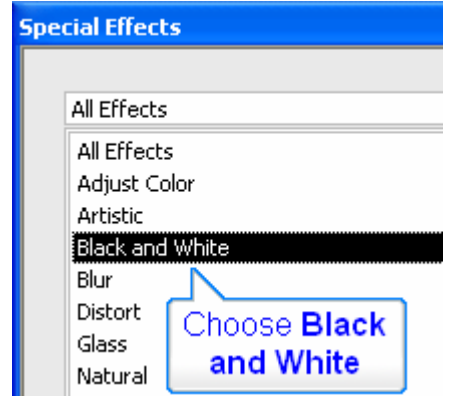 Special Effects
All Effects
All Effects
Adjust Color
Artistic
Black and White
Blur
Distort
Glass
Natural
Choose Black
and White